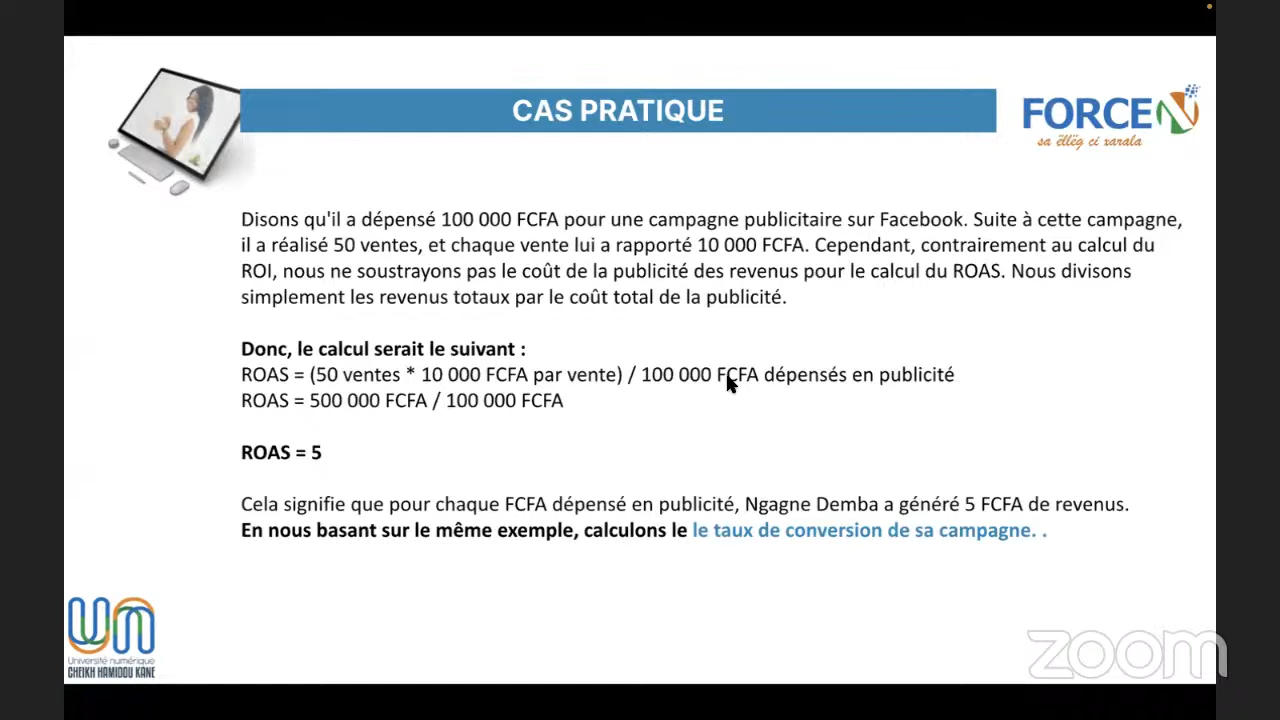 CAS PRATIQUE
FORCEN
sa ëllëg ci xarala
Disons qu'il a dépensé 100 000 FCFA pour une campagne publicitaire sur Facebook. Suite à cette campagne,
il a réalisé 50 ventes, et chaque vente lui a rapporté 10 000 FCFA. Cependant, contrairement au calcul du
ROI, nous ne soustrayons pas le coût de la publicité des revenus pour le calcul du ROAS. Nous divisons
simplement les revenus totaux par le coût total de la publicité.
Donc, le calcul serait le suivant :
ROAS = (50 ventes * 10 000 FCFA par vente) / 100 000 FCFA dépensés en publicité
ROAS = 500 000 FCFA / 100 000 FCFA
ROAS = 5
Cela signifie que pour chaque FCFA dépensé en publicité, Ngagne Demba a généré 5 FCFA de revenus.
En nous basant sur le même exemple, calculons le le taux de conversion de sa campagne. .
un
Université numérique
CHEIKH HAMIDOU KANE
zoom